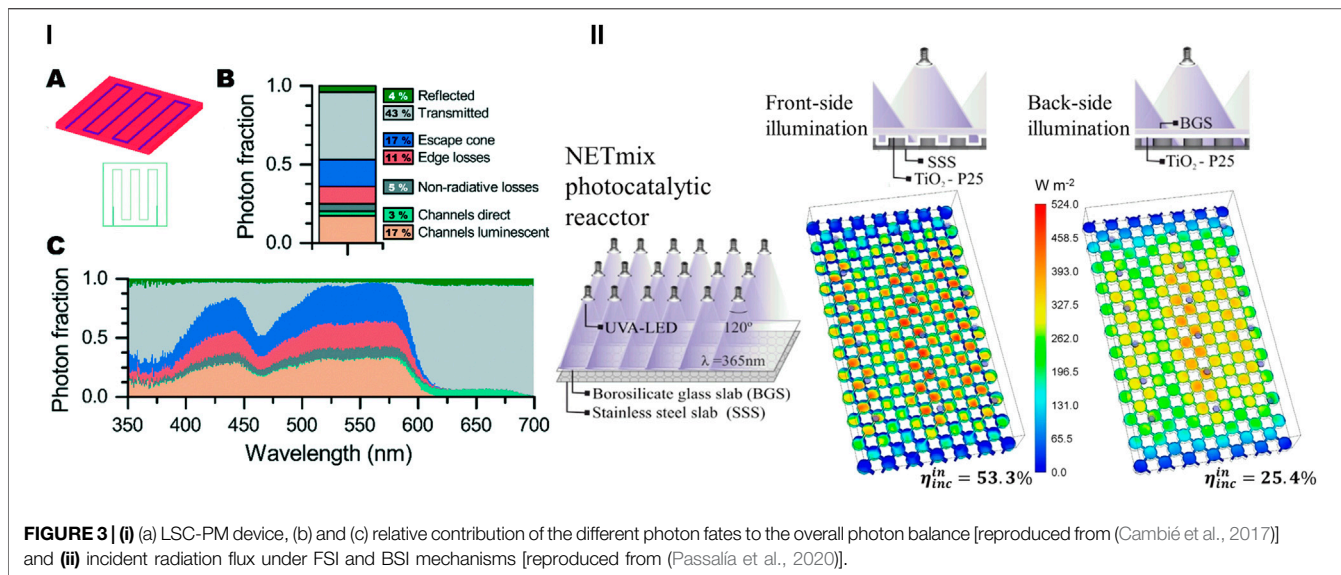 I
A
B
Photon fraction
1.0
0.5
0.0
4 % Reflected
43 % Transmitted
17 % Escape cone
11 % Edge losses
5 % Non-radiative losses
3 % Channels direct
17 % Channels luminescent
C
Photon fraction
1.0
0.5
0
350 400 450 500 550 600 650 700
Wavelength (nm)
II
NETmix
photocatalytic
reacctor
UVA-LED
120º
λ =365nm
Borosilicate glass slab (BGS)
Stainless steel slab (SSS)
Front-side
illumination
SSS
TiO₂ - P25
Back-side
illumination
BGS
TiO₂ - P25
W m⁻²
524.0
458.5
393.0
327.5
262.0
196.5
131.0
65.5
0.0
η^in_inc = 53.3%
η^in_inc = 25.4%
FIGURE 3 | (i) (a) LSC-PM device, (b) and (c) relative contribution of the different photon fates to the overall photon balance [reproduced from (Cambié et al., 2017)]
and (ii) incident radiation flux under FSI and BSI mechanisms [reproduced from (Passalía et al., 2020)].